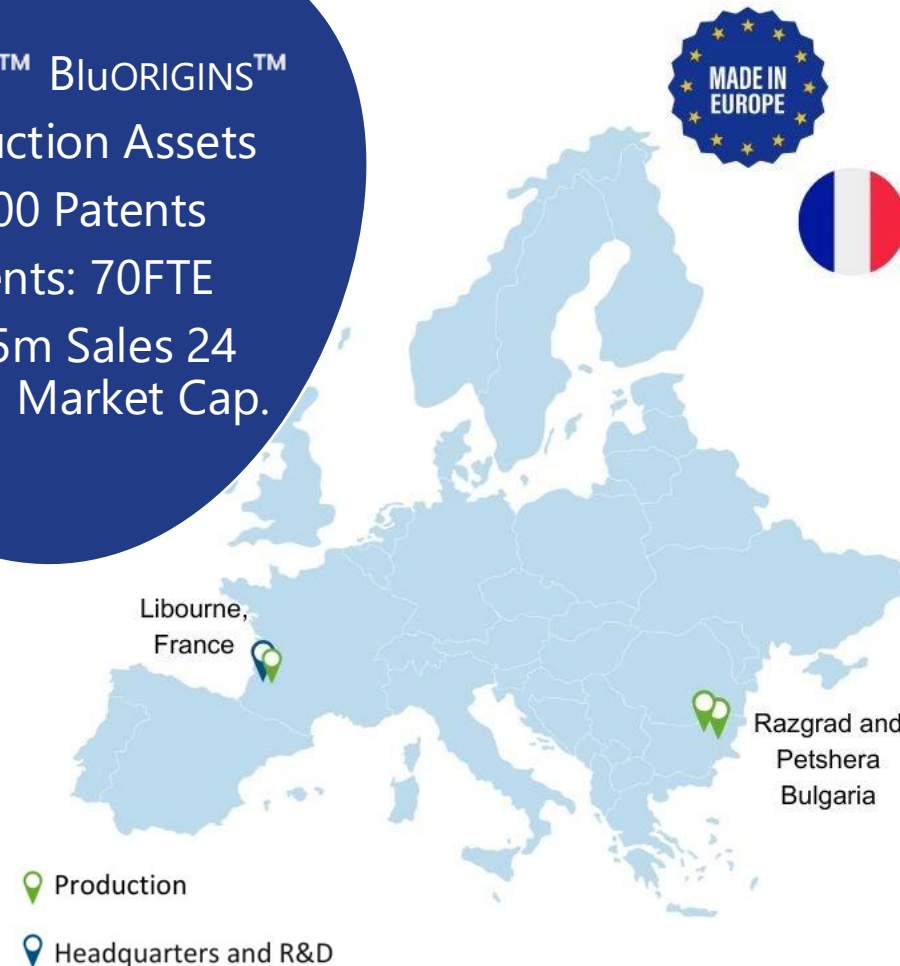 ™ BluORIGINS™
uction Assets
00 Patents
ents: 70FTE
5m Sales 24
Market Cap.
MADE IN
EUROPE
Libourne,
France
Razgrad and
Petshera
Bulgaria
Production
Headquarters and R&D